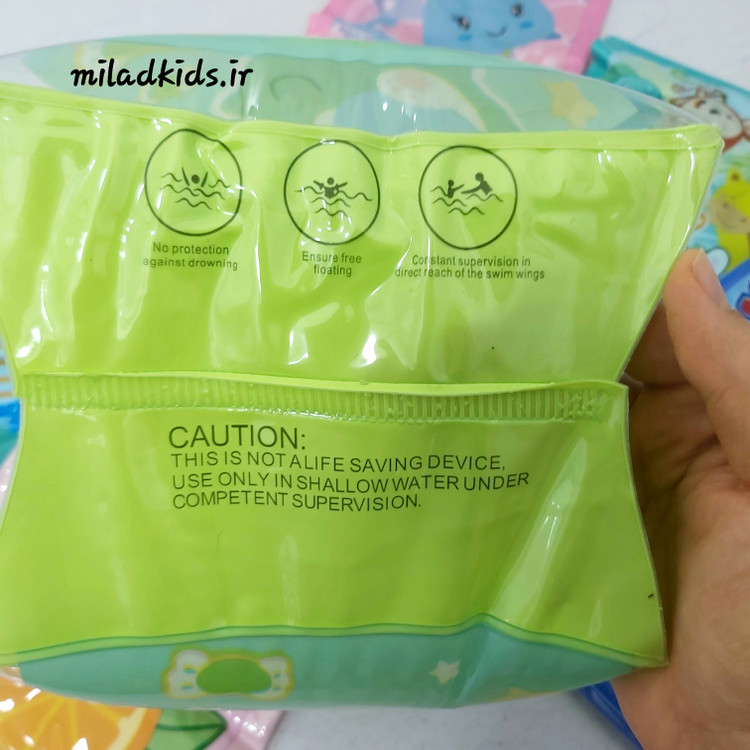 miladkids.ir
No protection
against drowning
Ensure free
floating
Constant supervision in
direct reach of the swim wings
CAUTION:
THIS IS NOT A LIFE SAVING DEVICE,
USE ONLY IN SHALLOW WATER UNDER
COMPETENT SUPERVISION.